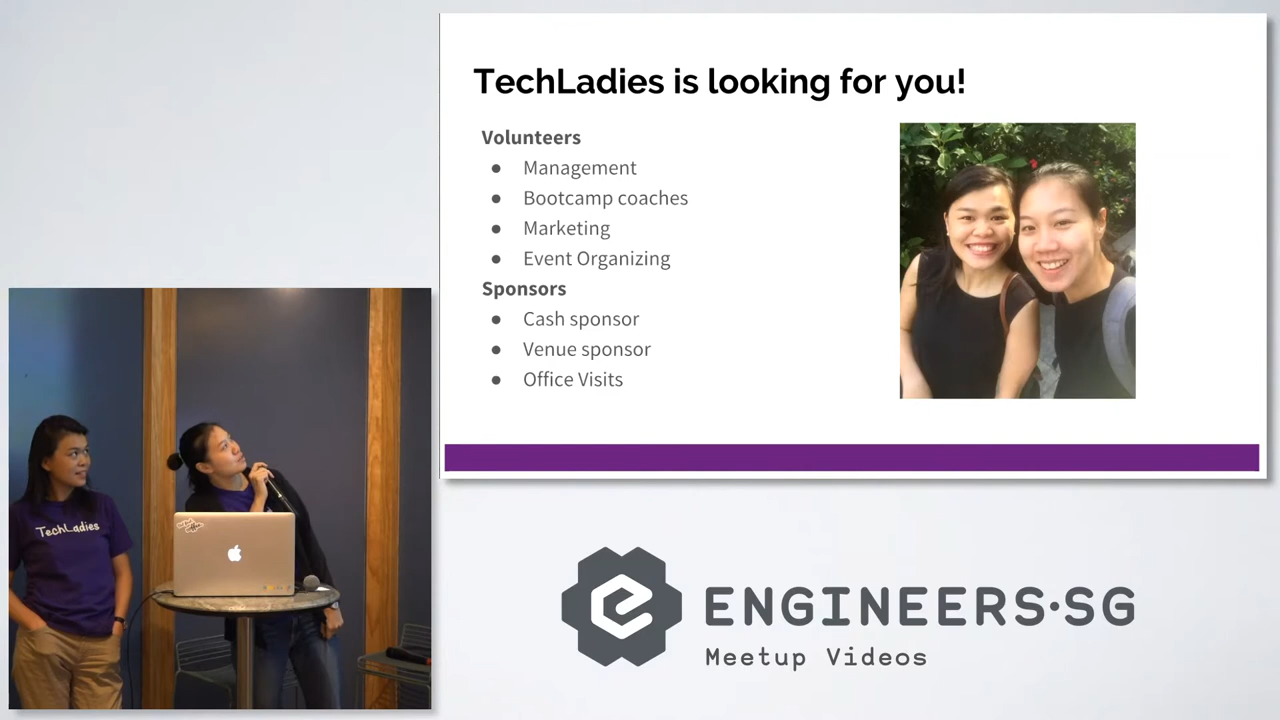 TechLadies is looking for you!
Volunteers
● Management
● Bootcamp coaches
● Marketing
● Event Organizing
Sponsors
● Cash sponsor
● Venue sponsor
● Office Visits
TechLadies
ENGINEERS·SG
Meetup Videos